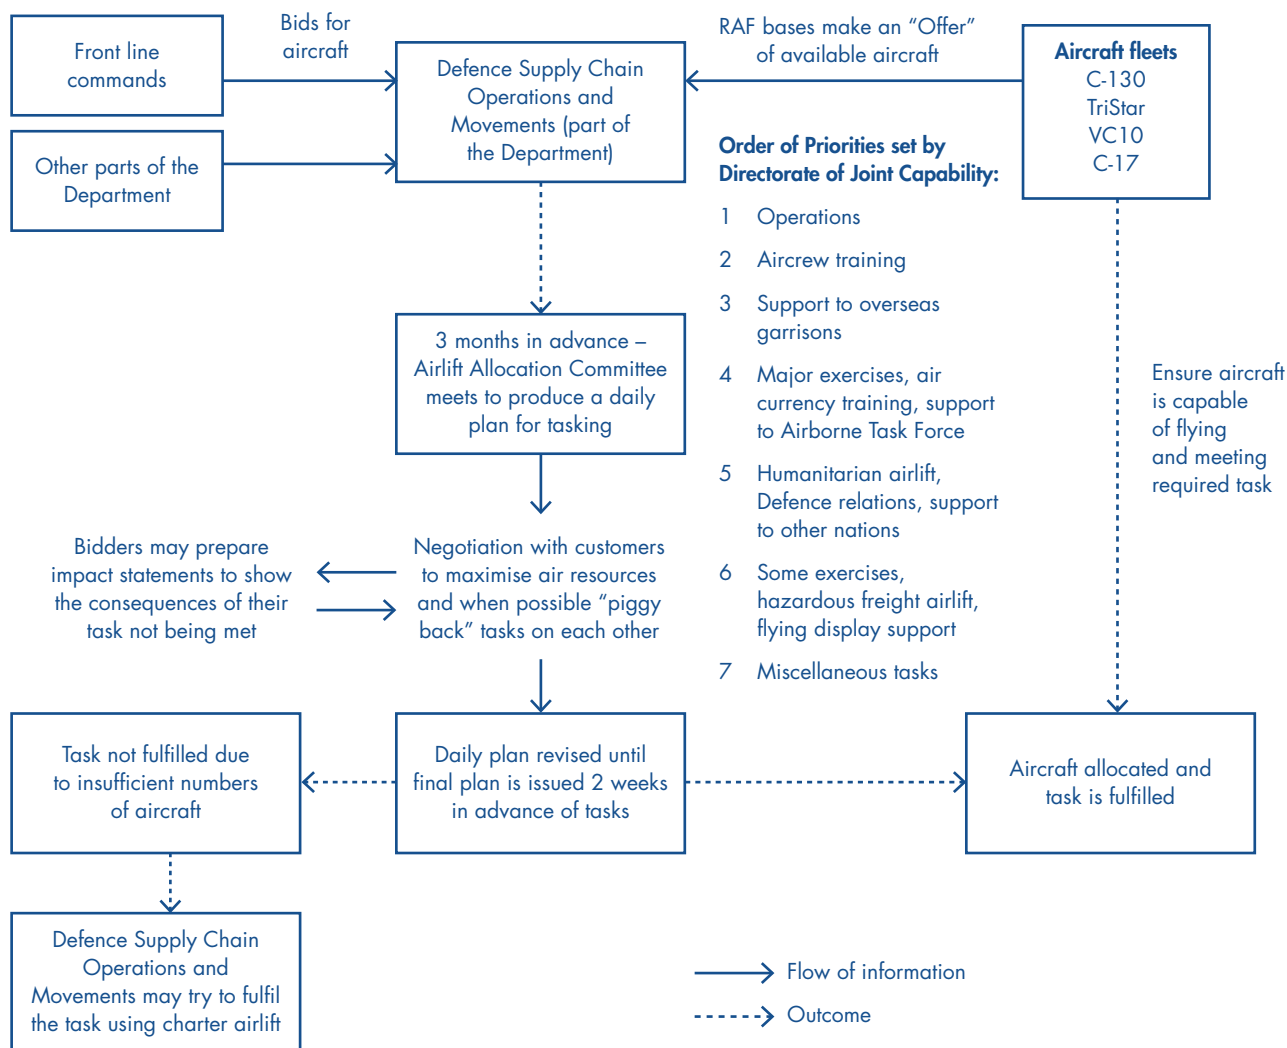 Front line
commands
Bids for
aircraft
Other parts of the
Department
Defence Supply Chain
Operations and
Movements (part of
the Department)
RAF bases make an “Offer”
of available aircraft
Aircraft fleets
C-130
TriStar
VC10
C-17
Order of Priorities set by
Directorate of Joint Capability:
1 Operations
2 Aircrew training
3 Support to overseas
garrisons
4 Major exercises, air
currency training, support
to Airborne Task Force
5 Humanitarian airlift,
Defence relations, support
to other nations
6 Some exercises,
hazardous freight airlift,
flying display support
7 Miscellaneous tasks
Ensure aircraft
is capable
of flying
and meeting
required task
3 months in advance –
Airlift Allocation Committee
meets to produce a daily
plan for tasking
Bidders may prepare
impact statements to show
the consequences of their
task not being met
Negotiation with customers
to maximise air resources
and when possible “piggy
back” tasks on each other
Task not fulfilled due
to insufficient numbers
of aircraft
Daily plan revised until
final plan is issued 2 weeks
in advance of tasks
Aircraft allocated and
task is fulfilled
Defence Supply Chain
Operations and
Movements may try to fulfil
the task using charter airlift
Flow of information
Outcome